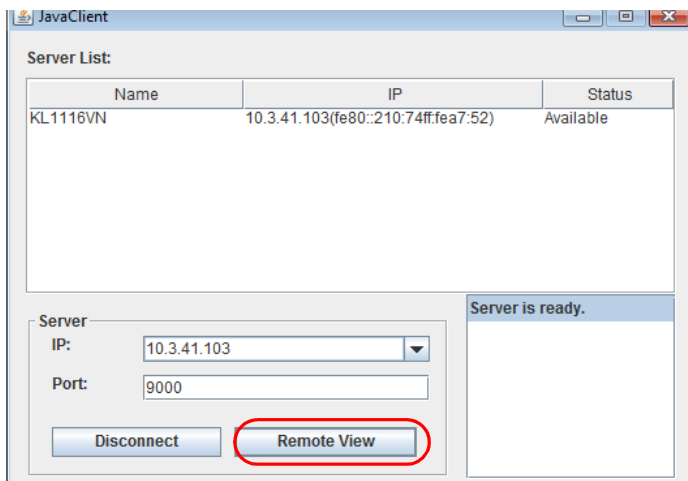 JavaClient
Server List:
Name IP Status
KL1116VN 10.3.41.103(fe80::210:74ff:fea7:52) Available
Server is ready.
Server
IP: 10.3.41.103
Port: 9000
Disconnect Remote View